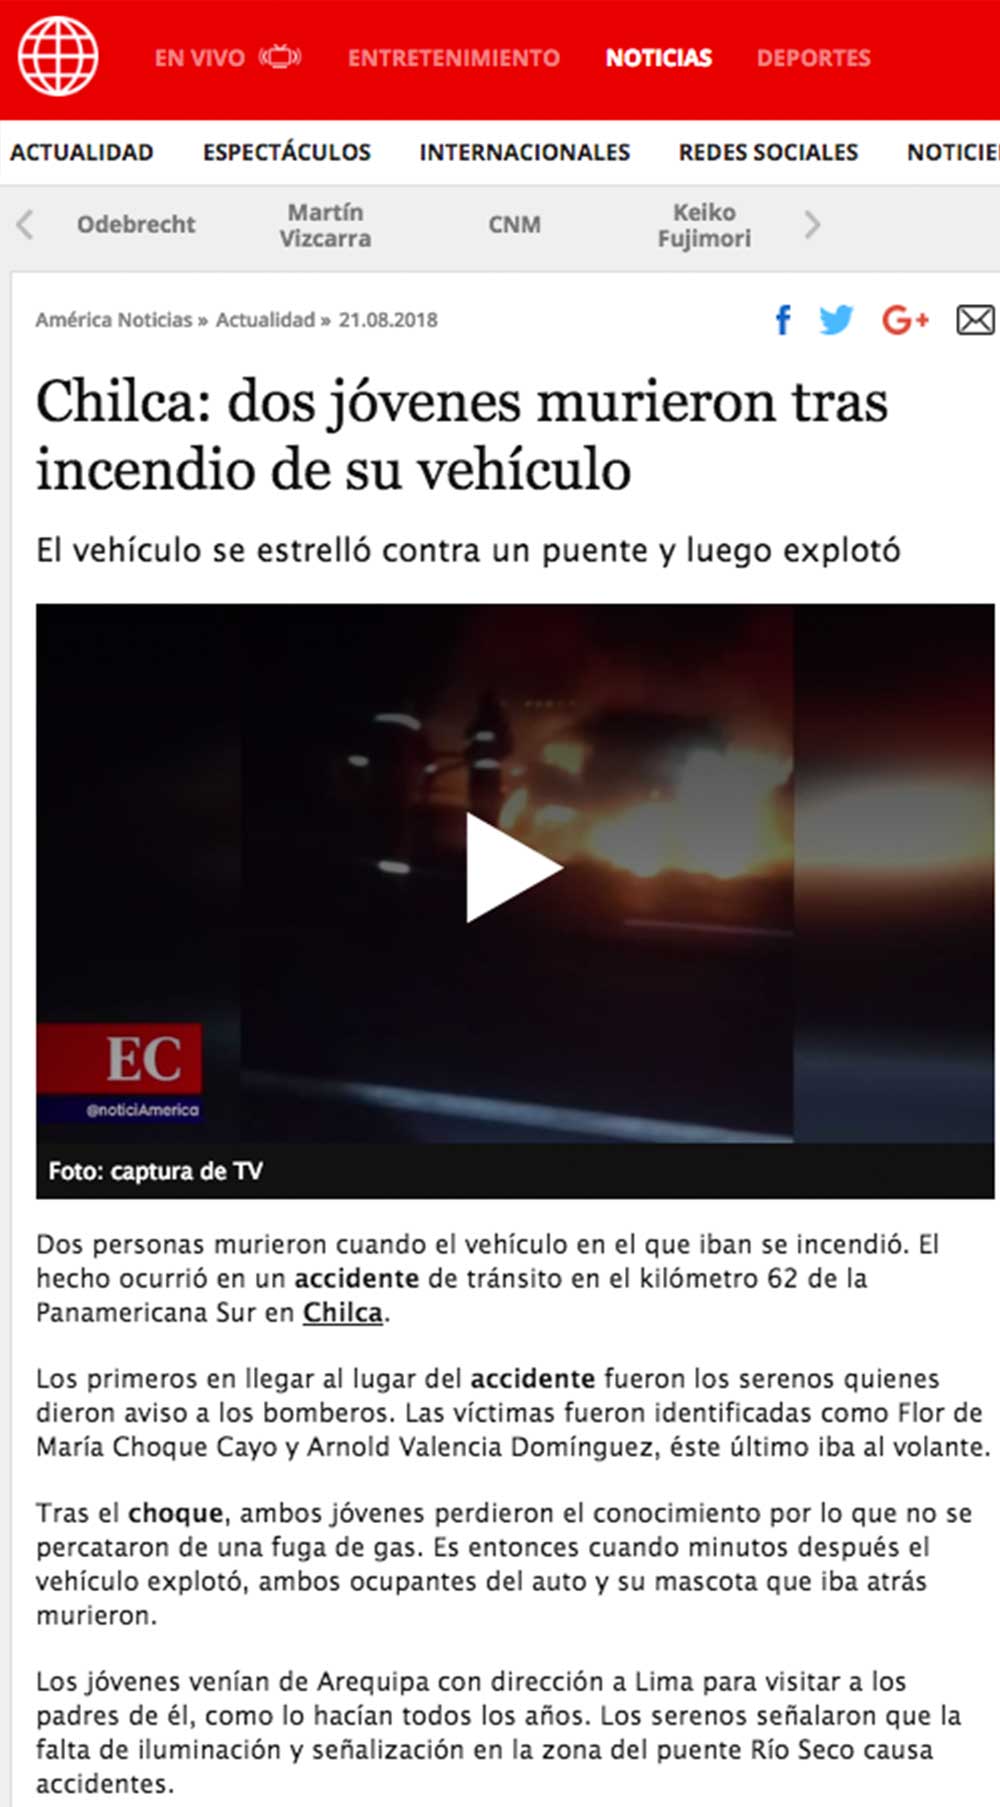 EN VIVO ENTRETENIMIENTO NOTICIAS DEPORTES
ACTUALIDAD ESPECTÁCULOS INTERNACIONALES REDES SOCIALES NOTICIE
Odebrecht
Martín
Vizcarra
CNM
Keiko
Fujimori
América Noticias » Actualidad » 21.08.2018
Chilca: dos jóvenes murieron tras
incendio de su vehículo
El vehículo se estrelló contra un puente y luego explotó
EC
@noticiAmerica
Foto: captura de TV
Dos personas murieron cuando el vehículo en el que iban se incendió. El
hecho ocurrió en un accidente de tránsito en el kilómetro 62 de la
Panamericana Sur en Chilca.
Los primeros en llegar al lugar del accidente fueron los serenos quienes
dieron aviso a los bomberos. Las víctimas fueron identificadas como Flor de
María Choque Cayo y Arnold Valencia Domínguez, éste último iba al volante.
Tras el choque, ambos jóvenes perdieron el conocimiento por lo que no se
percataron de una fuga de gas. Es entonces cuando minutos después el
vehículo explotó, ambos ocupantes del auto y su mascota que iba atrás
murieron.
Los jóvenes venían de Arequipa con dirección a Lima para visitar a los
padres de él, como lo hacían todos los años. Los serenos señalaron que la
falta de iluminación y señalización en la zona del puente Río Seco causa
accidentes.